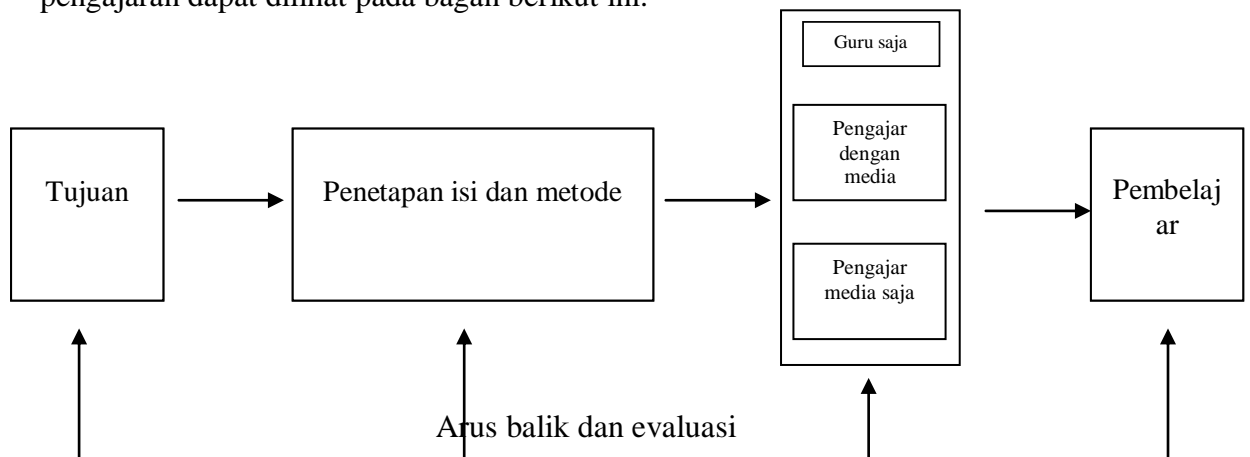 pengajaran dapat dilihat pada bagan berikut ini:
Guru saja
Pengajar
dengan
media
Pengajar
media saja
Tujuan
Penetapan isi dan metode
Pembelaj
ar
Arus balik dan evaluasi